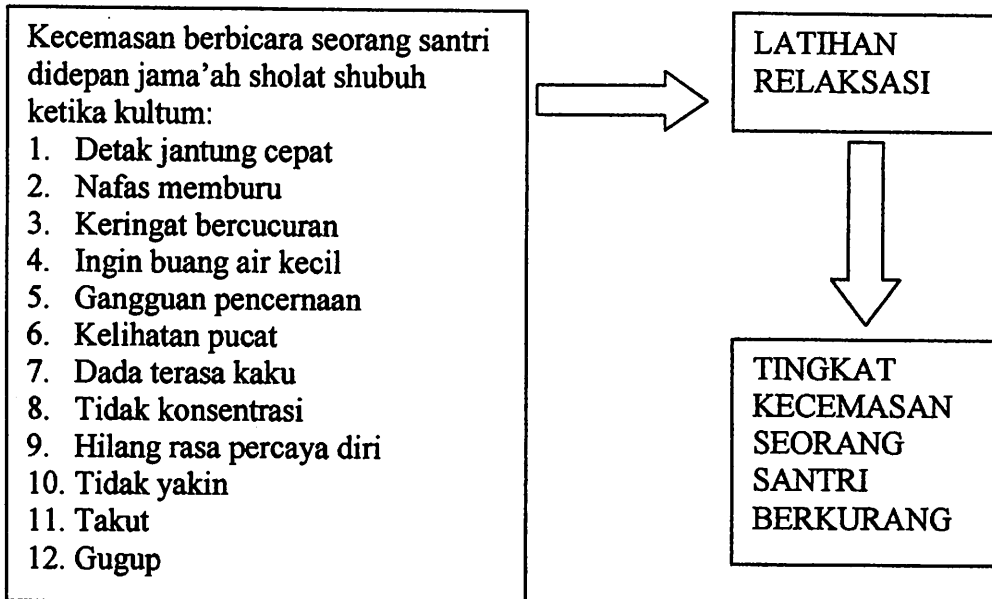 Kecemasan berbicara seorang santri
didepan jama'ah sholat shubuh
ketika kultum:
1. Detak jantung cepat
2. Nafas memburu
3. Keringat bercucuran
4. Ingin buang air kecil
5. Gangguan pencernaan
6. Kelihatan pucat
7. Dada terasa kaku
8. Tidak konsentrasi
9. Hilang rasa percaya diri
10. Tidak yakin
11. Takut
12. Gugup
LATIHAN
RELAKSASI
TINGKAT
KECEMASAN
SEORANG
SANTRI
BERKURANG